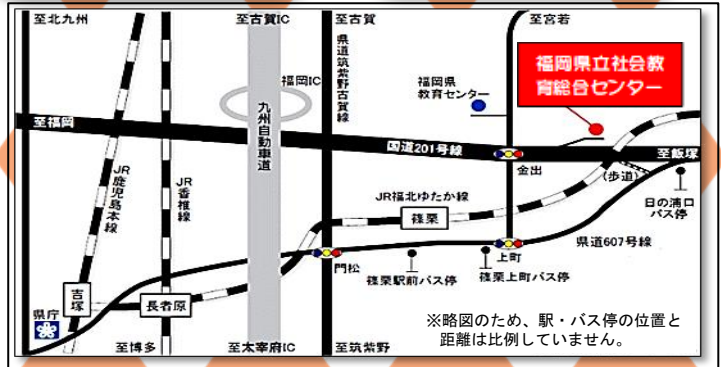 至北九州
至古賀IC
至古賀
至宮若
福岡県立社会教
育総合センター
県道筑紫野古賀線
福岡IC
福岡県
教育センター
九州自動車道
至福岡
国道201号線
金出
至飯塚
(歩道)
JR鹿児島本線
JR香椎線
JR福北ゆたか線
篠栗
日の浦口
バス停
県道607号線
上町
門松
篠栗駅前バス停
篠栗上町バス停
吉塚
長者原
県庁
至博多
至太宰府IC
至筑紫野
※略図のため、駅・バス停の位置と
距離は比例していません。